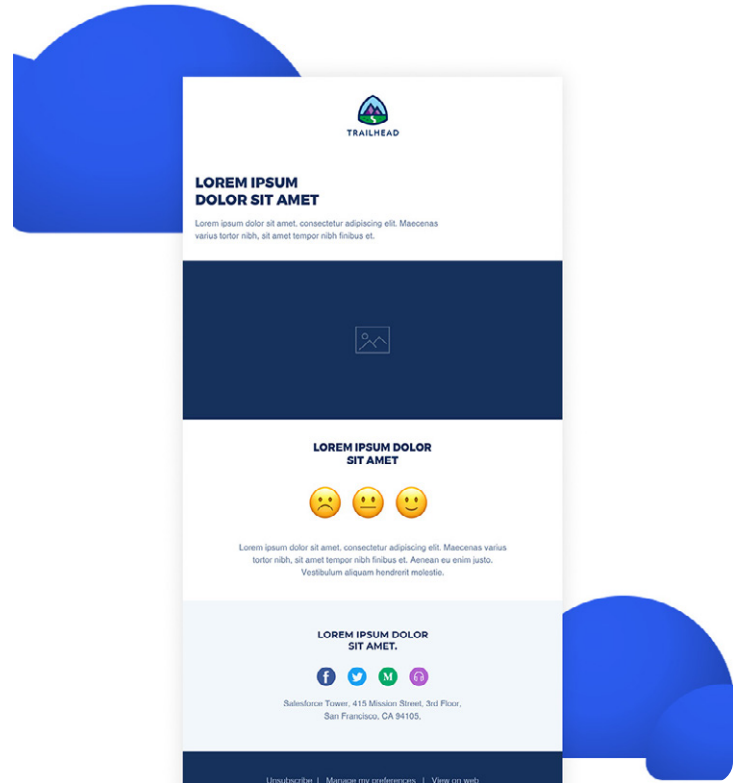 TRAILHEAD
LOREM IPSUM
DOLOR SIT AMET
Lorem ipsum dolor sit amet, consectetur adipiscing elit. Maecenas
varius tortor nibh, sit amet tempor nibh finibus et.
LOREM IPSUM DOLOR
SIT AMET
Lorem ipsum dolor sit amet, consectetur adipiscing elit. Maecenas varius
tortor nibh, sit amet tempor nibh finibus et. Aenean eu enim justo.
Vestibulum aliquam hendrerit molestie.
LOREM IPSUM DOLOR
SIT AMET.
f M
Salesforce Tower, 415 Mission Street, 3rd Floor,
San Francisco, CA 94105.
Unsubscribe | Manage my preferences | View on web